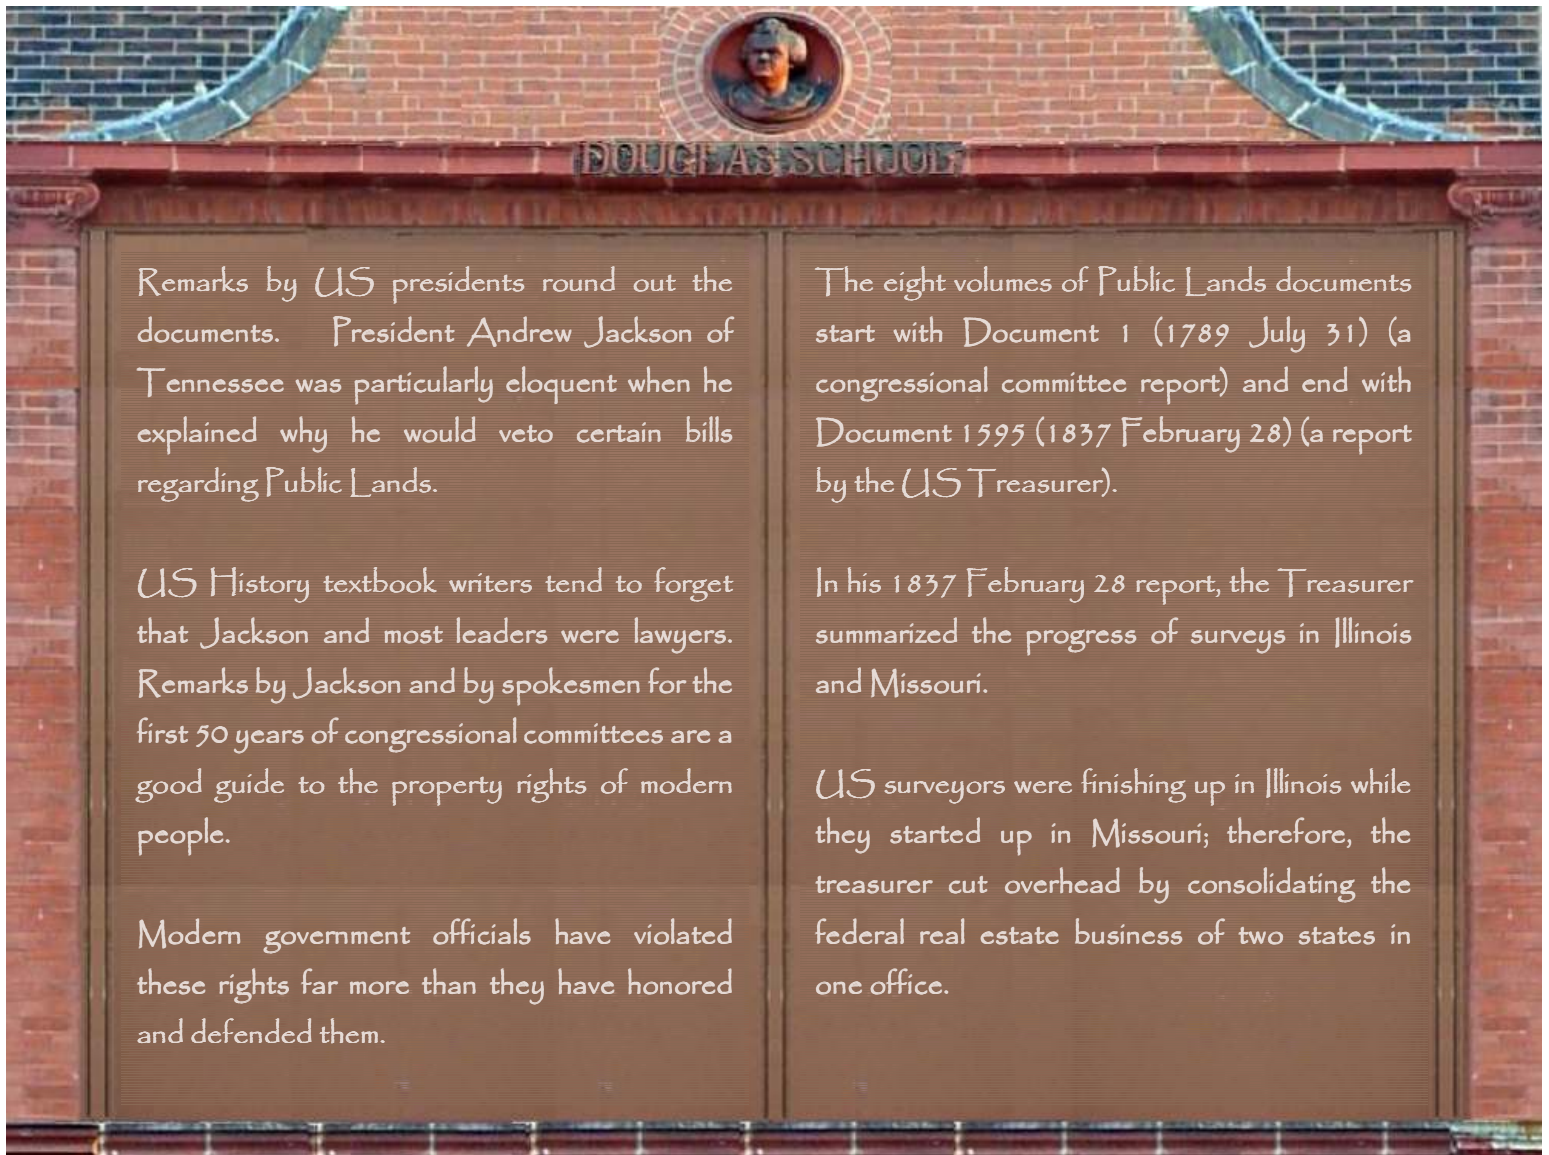 DOUGLAS SCHOOL
Remarks by US presidents round out the
documents. President Andrew Jackson of
Tennessee was particularly eloquent when he
explained why he would veto certain bills
regarding Public Lands.
US History textbook writers tend to forget
that Jackson and most leaders were lawyers.
Remarks by Jackson and by spokesmen for the
first 50 years of congressional committees are a
good guide to the property rights of modern
people.
Modern government officials have violated
these rights far more than they have honored
and defended them.
The eight volumes of Public Lands documents
start with Document 1 (1789 July 31) (a
congressional committee report) and end with
Document 1595 (1837 February 28) (a report
by the US Treasurer).
In his 1837 February 28 report, the Treasurer
summarized the progress of surveys in Illinois
and Missouri.
US surveyors were finishing up in Illinois while
they started up in Missouri; therefore, the
treasurer cut overhead by consolidating the
federal real estate business of two states in
one office.